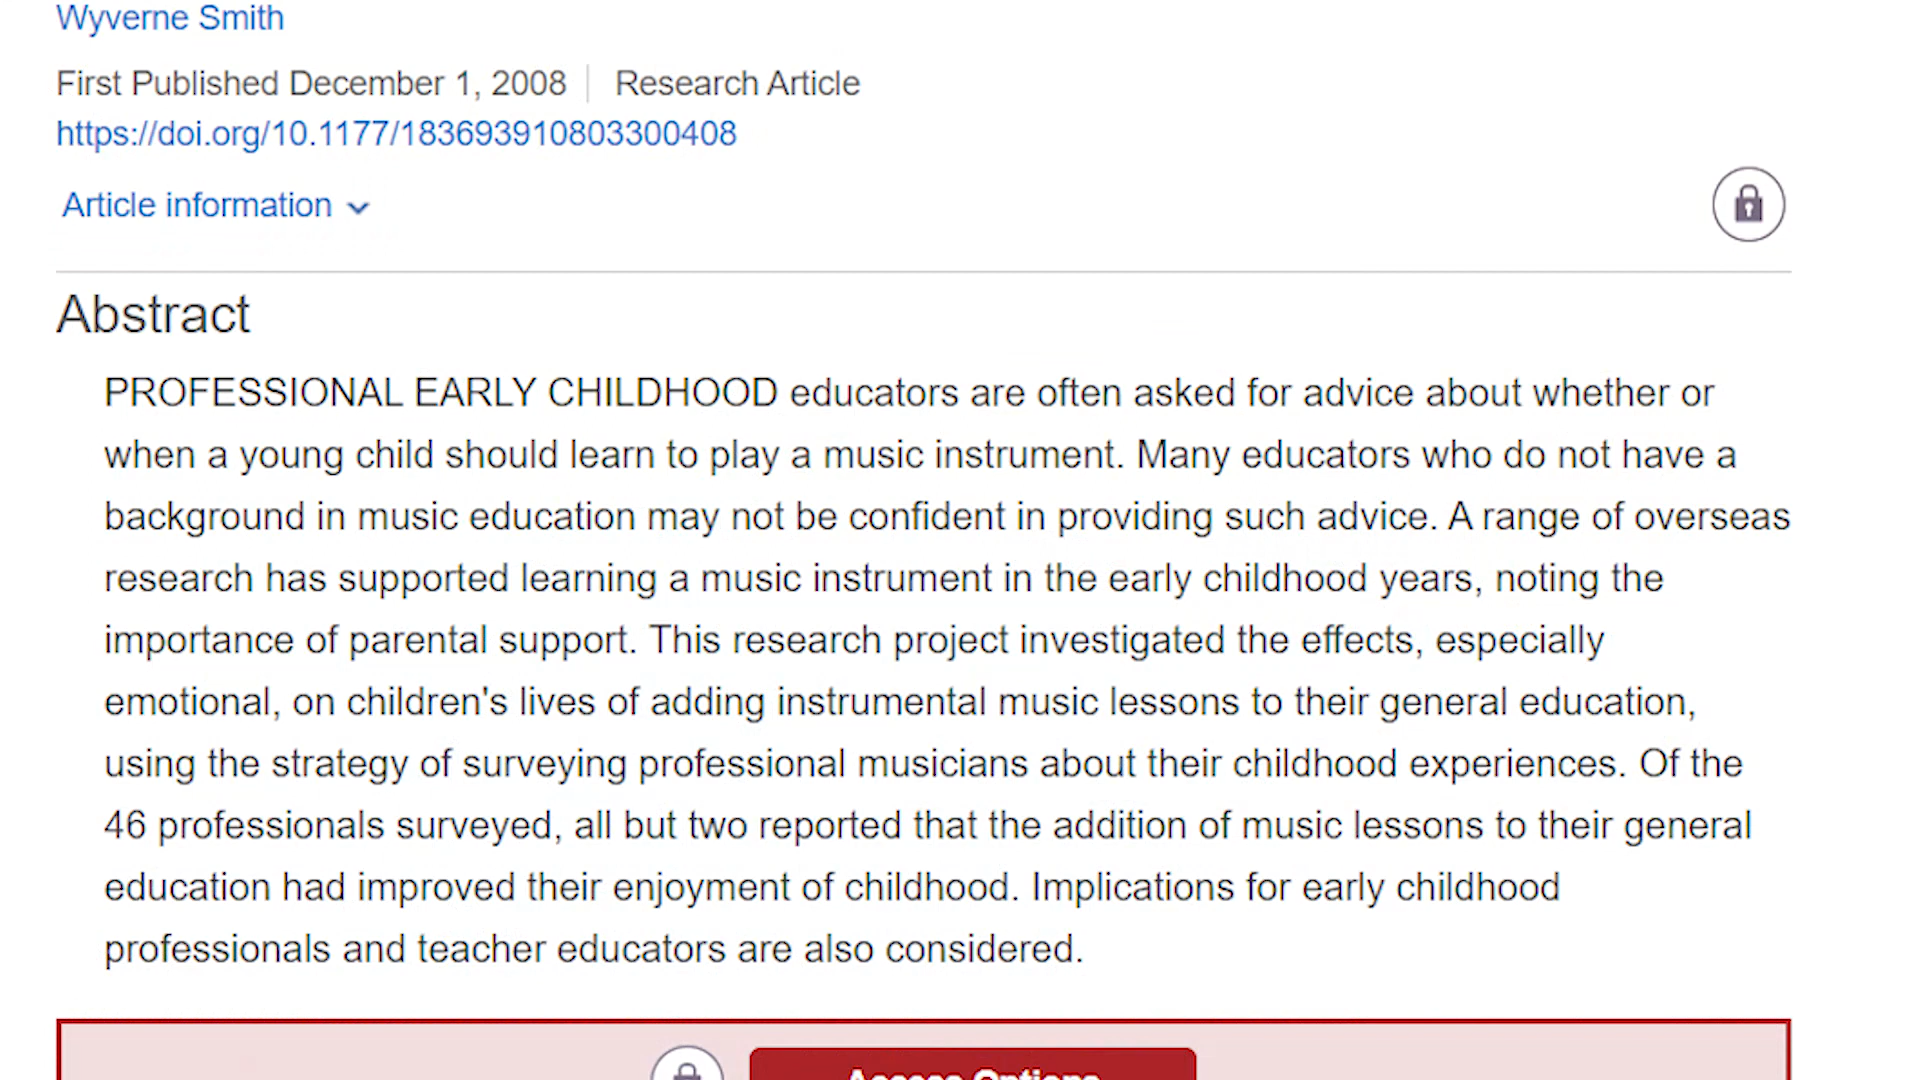 Wyverne Smith
First Published December 1, 2008 | Research Article
https://doi.org/10.1177/183693910803300408
Article information
Abstract
PROFESSIONAL EARLY CHILDHOOD educators are often asked for advice about whether or
when a young child should learn to play a music instrument. Many educators who do not have a
background in music education may not be confident in providing such advice. A range of overseas
research has supported learning a music instrument in the early childhood years, noting the
importance of parental support. This research project investigated the effects, especially
emotional, on children's lives of adding instrumental music lessons to their general education,
using the strategy of surveying professional musicians about their childhood experiences. Of the
46 professionals surveyed, all but two reported that the addition of music lessons to their general
education had improved their enjoyment of childhood. Implications for early childhood
professionals and teacher educators are also considered.
Access Options